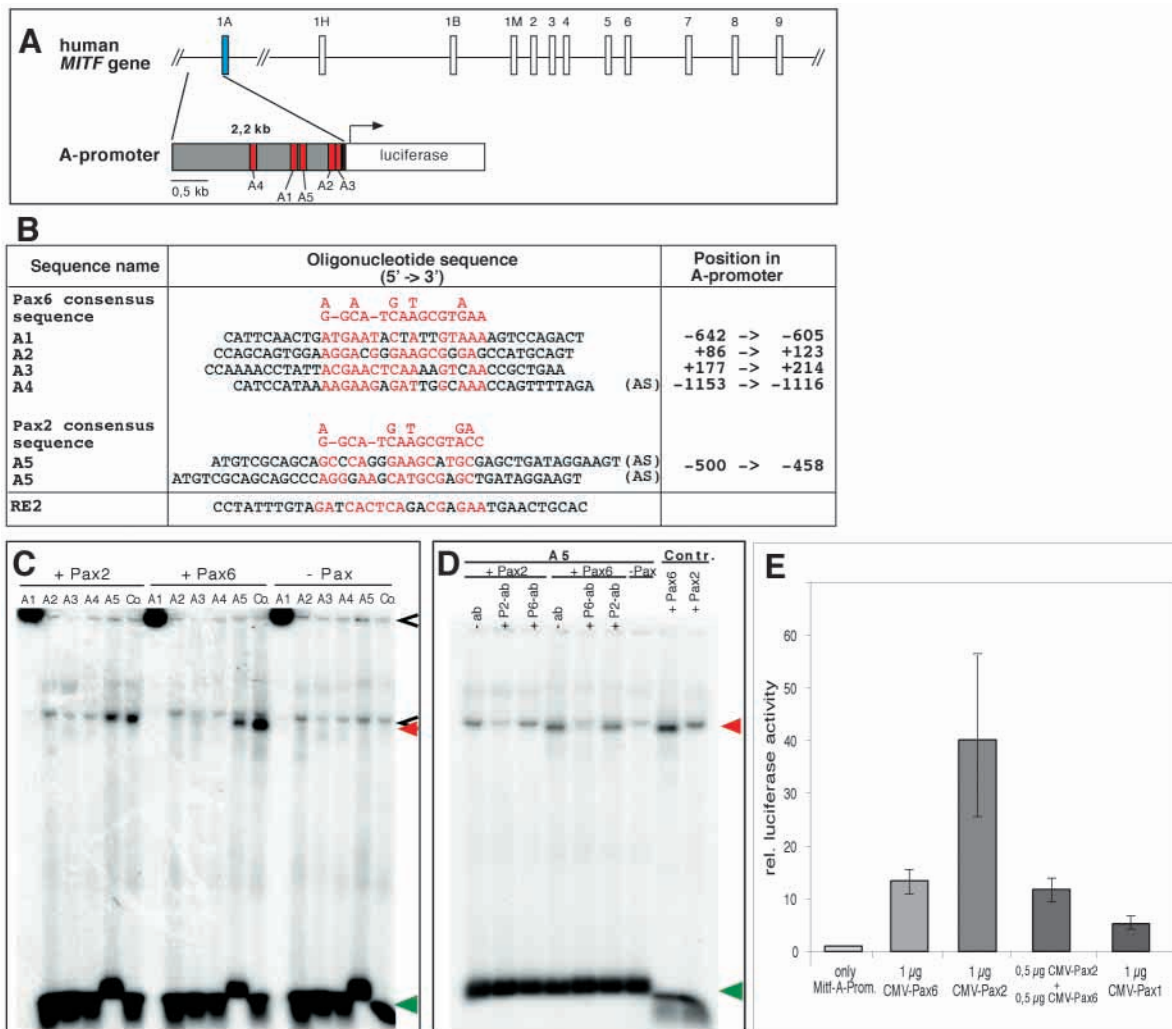 A
human
MITF gene
1A 1H 1B 1M 2 3 4 5 6 7 8 9
2,2 kb
A-promoter
luciferase
0,5 kb
A4 A1 A5 A2 A3
B
Sequence name
Oligonucleotide sequence
(5' -> 3')
Position in
A-promoter
Pax6 consensus
sequence
A A G T A
G-GCA-TCAAGCGTGAA
A1 CATTCAACTGATGAATACTATTGTAAAAGTCCAGACT -642 -> -605
A2 CCAGCAGTGGAAGGACGGGAAGCGGGAGCCATGCAGT +86 -> +123
A3 CCAAAACCTATTACGAACTCAAAAAGTCAACCGCTGAA +177 -> +214
A4 CATCCATAAAAGAAGAGATTGGCAAACCAGTTTTAGA (AS) -1153 -> -1116
Pax2 consensus
sequence
A G T GA
G-GCA-TCAAGCGTACC
A5 ATGTCGCAGCAGCCCAGGGAAGCATGCGAGCTGATAGGAAGT (AS) -500 -> -458
A5 ATGTCGCAGCAGCCCAGGGAAGCATGCGAGCTGATAGGAAGT (AS)
RE2 CCTATTTGTAGATCACTCAGACGAGAATGAACTGCAC
C
+ Pax2 + Pax6 - Pax
A1 A2 A3 A4 A5 Co. A1 A2 A3 A4 A5 Co. A1 A2 A3 A4 A5 Co.
D
A5 Contr.
+ Pax2 + Pax6 -Pax
- ab + P2-ab + P6-ab - ab + P6-ab + P2-ab + Pax6 + Pax2
E
rel. luciferase activity
60
50
40
30
20
10
0
only
Mitf-A-Prom.
1 µg
CMV-Pax6
1 µg
CMV-Pax2
0,5 µg CMV-Pax2
+
0,5 µg CMV-Pax6
1 µg
CMV-Pax1